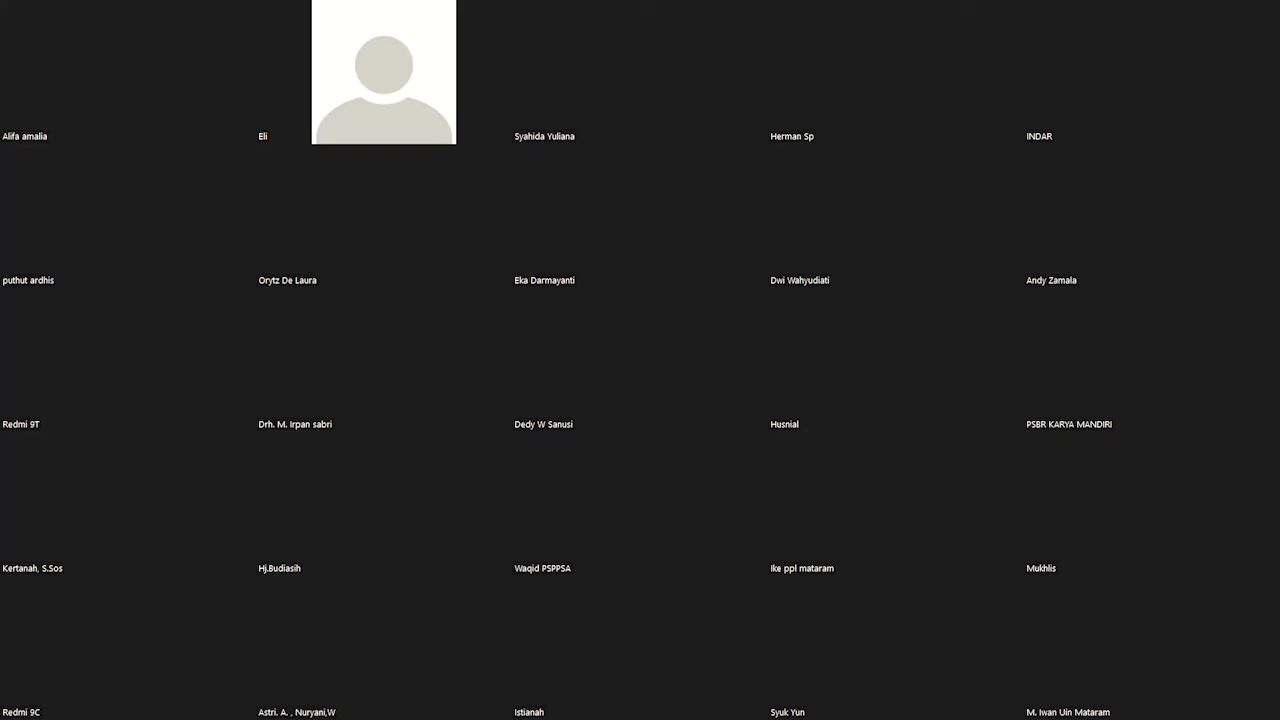 Alifa amalia
Eli
Syahida Yuliana
Herman Sp
INDAR
puthut ardhis
Orytz De Laura
Eka Darmayanti
Dwi Wahyudiati
Andy Zamala
Redmi 9T
Drh. M. Irpan sabri
Dedy W Sanusi
Husnial
PSBR KARYA MANDIRI
Kertanah, S.Sos
Hj.Budiasih
Waqid PSPPSA
Ike ppl mataram
Mukhlis
Redmi 9C
Astri. A. , Nuryani,W
Istianah
Syuk Yun
M. Iwan Uin Mataram